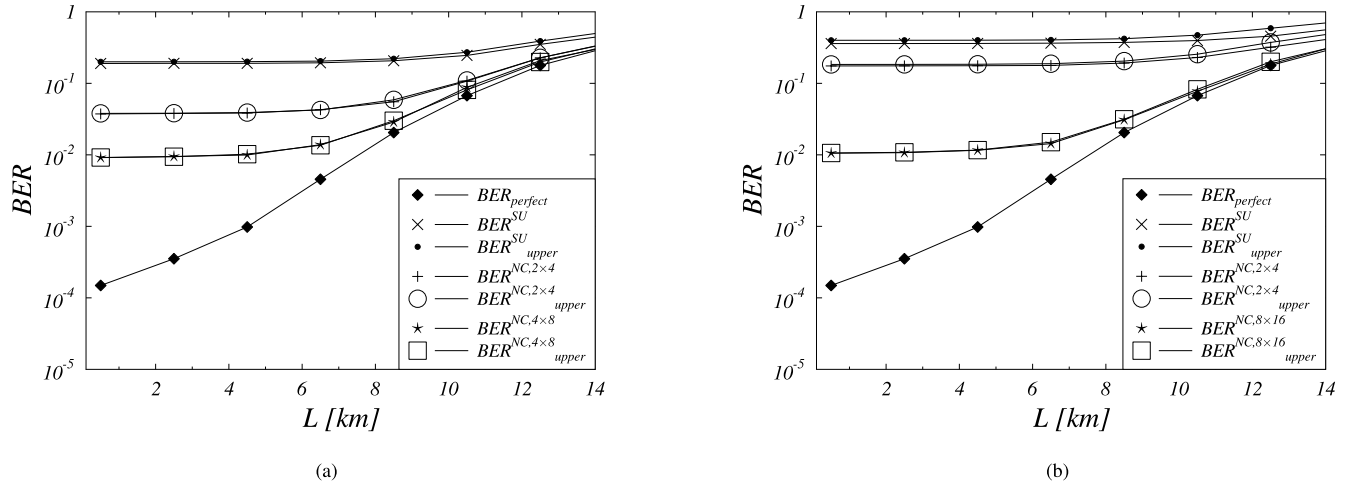 1
10^-1
10^-2
10^-3
10^-4
10^-5
BER
2 4 6 8 10 12 14
L [km]
BER_perfect
BER^SU
BER^SU_upper
BER^NC,2×4
BER^NC,2×4_upper
BER^NC,4×8
BER^NC,4×8_upper
(a)
1
10^-1
10^-2
10^-3
10^-4
10^-5
BER
2 4 6 8 10 12 14
L [km]
BER_perfect
BER^SU
BER^SU_upper
BER^NC,2×4
BER^NC,2×4_upper
BER^NC,8×16
BER^NC,8×16_upper
(b)